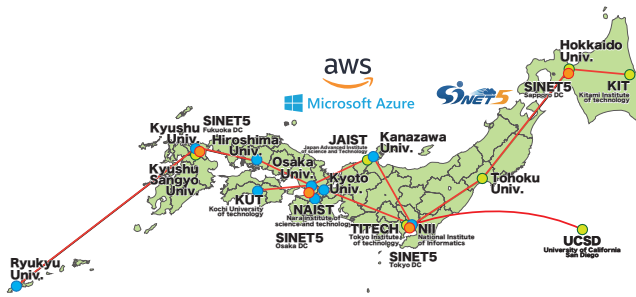 Hokkaido
Univ.
aws
Microsoft Azure
SINET5
SINET5
Sapporo DC
KIT
Kitami Institute
of technology
SINET5
Fukuoka DC
Kyushu
Univ.
Hiroshima
Univ.
JAIST
Japan Advanced Institute
of science and Technology
Kanazawa
Univ.
Kyushu
Sangyo
Univ.
Osaka
Univ.
Kyoto
Univ.
Tohoku
Univ.
KUT
Kochi University
of technology
NAIST
Nara Institute of
science and technology
SINET5
Osaka DC
TITECH
Tokyo Institute
of technology
NII
National Institute
of informatics
SINET5
Tokyo DC
UCSD
University of California
San Diego
Ryukyu
Univ.